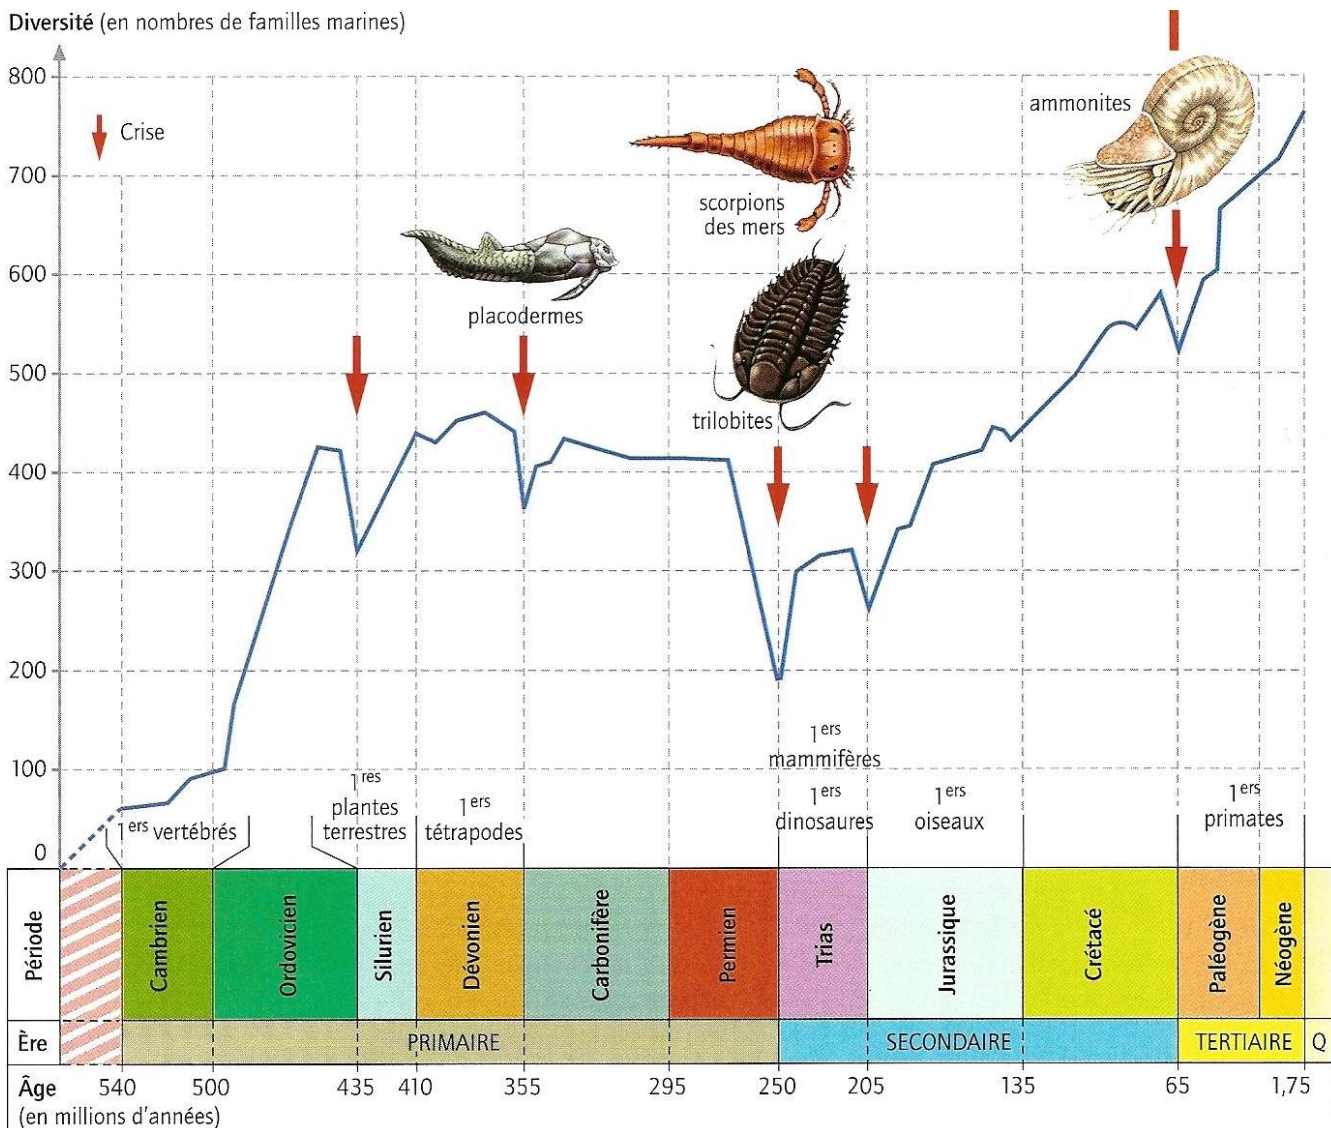 Diversité (en nombres de familles marines)
800
700
600
500
400
300
200
100
0
Crise
ammonites
scorpions
des mers
placodermes
trilobites
1ers
mammifères
1res
plantes
terrestres
1ers vertébrés
1ers
tétrapodes
1ers
dinosaures
1ers
oiseaux
1ers
primates
Période
Cambrien
Ordovicien
Silurien
Dévonien
Carbonifère
Permien
Trias
Jurassique
Crétacé
Paléogène
Néogène
Ère
PRIMAIRE
SECONDAIRE
TERTIAIRE
Q
Âge 540 500 435 410 355 295 250 205 135 65 1,75
(en millions d'années)